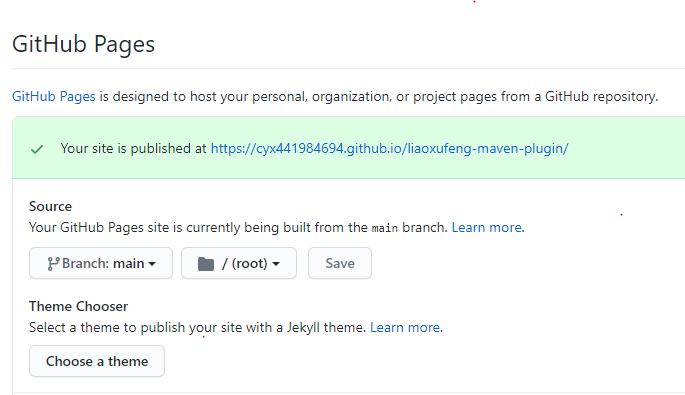 GitHub Pages
GitHub Pages is designed to host your personal, organization, or project pages from a GitHub repository.
Your site is published at https://cyx441984694.github.io/liaoxufeng-maven-plugin/
Source
Your GitHub Pages site is currently being built from the main branch. Learn more.
Branch: main / (root) Save
Theme Chooser
Select a theme to publish your site with a Jekyll theme. Learn more.
Choose a theme